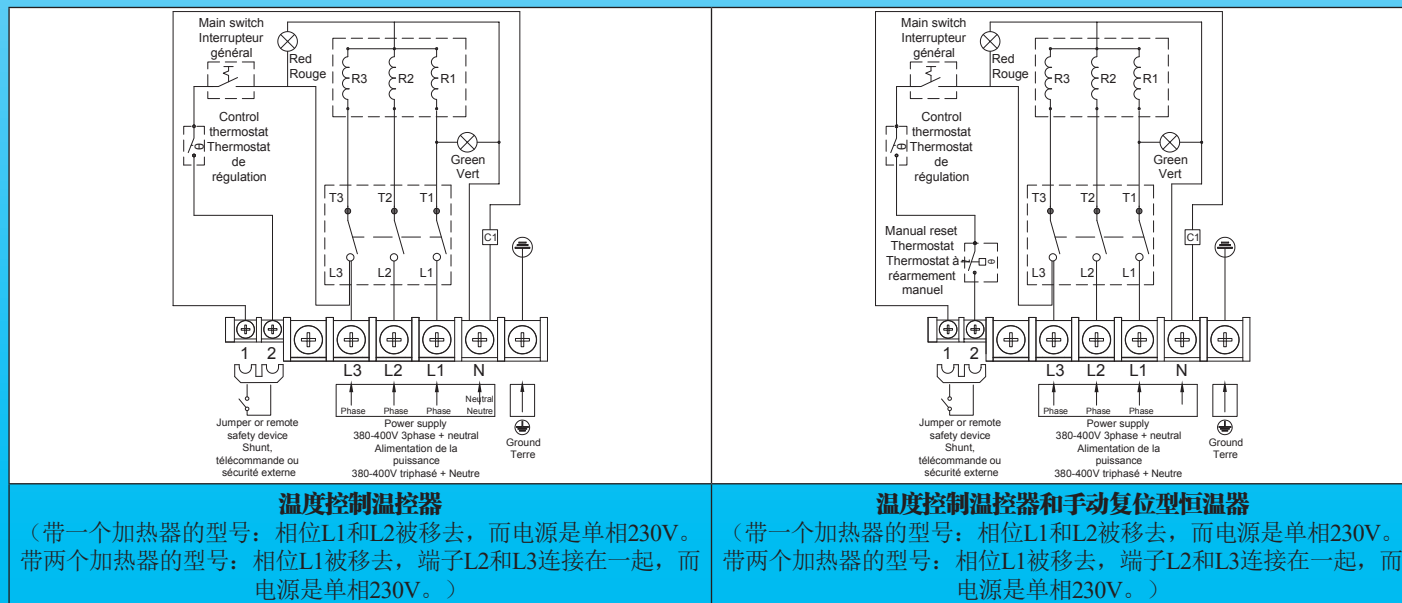 Main switch
Interrupteur
général
Red
Rouge
R3
R2
R1
Control
thermostat
Thermostat
de
régulation
θ
Green
Vert
T3
T2
T1
C1
L3
L2
L1
1
2
L3
L2
L1
N
Neutral
Phase
Phase
Phase
Neutre
Jumper or remote
safety device
Shunt,
télécommande ou
sécurité externe
Power supply
380-400V 3phase + neutral
Alimentation de la
puissance
380-400V triphasé + Neutre
Ground
Terre
温度控制温控器
（带一个加热器的型号：相位L1和L2被移去，而电源是单相230V。
带两个加热器的型号：相位L1被移去，端子L2和L3连接在一起，而
电源是单相230V。）
Main switch
Interrupteur
général
Red
Rouge
R3
R2
R1
Control
thermostat
Thermostat
de
régulation
θ
Green
Vert
T3
T2
T1
C1
Manual reset
Thermostat
Thermostat à
réarmement
manuel
θ
L3
L2
L1
1
2
L3
L2
L1
N
Phase
Phase
Phase
Jumper or remote
safety device
Shunt,
télécommande ou
sécurité externe
Power supply
380-400V 3phase + neutral
Alimentation de la
puissance
380-400V triphasé + Neutre
Ground
Terre
温度控制温控器和手动复位型恒温器
（带一个加热器的型号：相位L1和L2被移去，而电源是单相230V。
带两个加热器的型号：相位L1被移去，端子L2和L3连接在一起，而
电源是单相230V。）